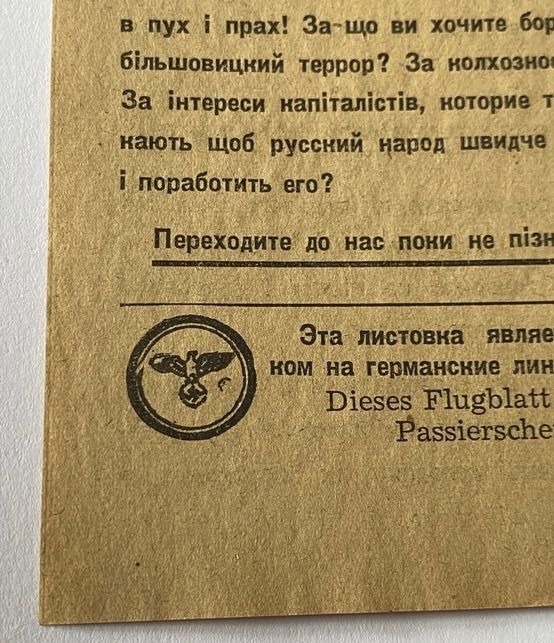 в пух і прах! За-що ви хочете бор
більшовицкий террор? За колхозно
За інтереси капіталістів, которие т
кають щоб русский народ швидче
і поработить его?
Переходите до нас поки не пізн
Эта листовка являе
ком на германские лин
Dieses Flugblatt
Passiersche